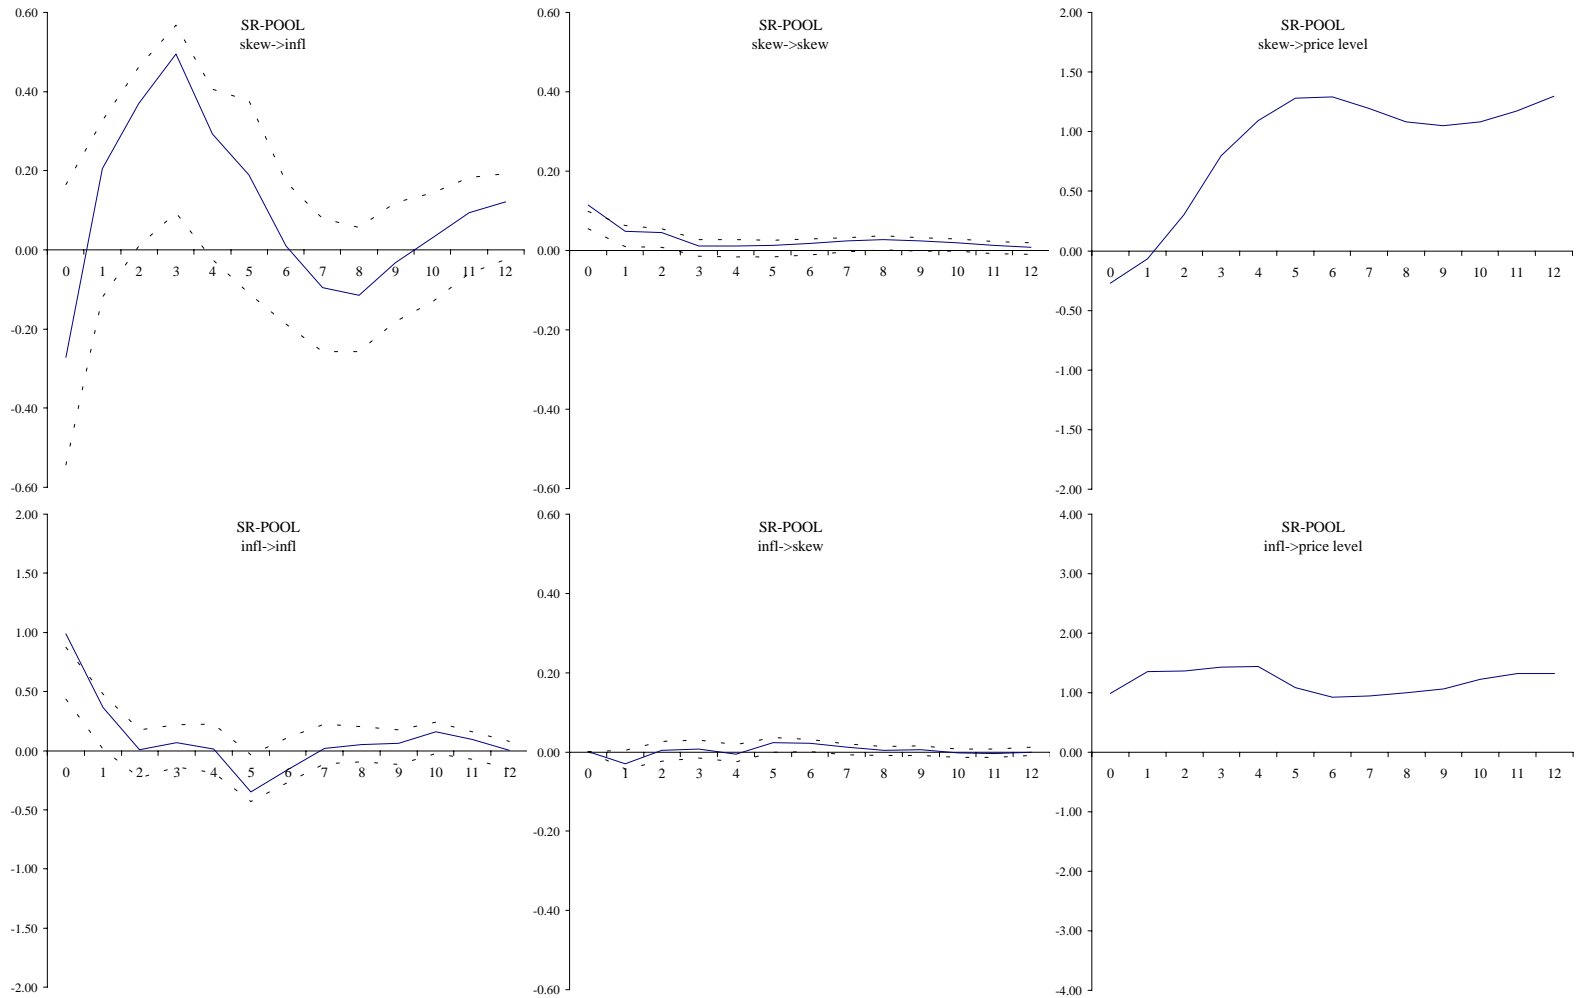 SR-POOL
skew->infl
0.60
0.40
0.20
0.00
-0.20
-0.40
-0.60
0 1 2 3 4 5 6 7 8 9 10 11 12
SR-POOL
skew->skew
0.60
0.40
0.20
0.00
-0.20
-0.40
-0.60
0 1 2 3 4 5 6 7 8 9 10 11 12
SR-POOL
skew->price level
2.00
1.50
1.00
0.50
0.00
-0.50
-1.00
-1.50
-2.00
0 1 2 3 4 5 6 7 8 9 10 11 12
SR-POOL
infl->infl
2.00
1.50
1.00
0.50
0.00
-0.50
-1.00
-1.50
-2.00
0 1 2 3 4 5 6 7 8 9 10 11 12
SR-POOL
infl->skew
0.60
0.40
0.20
0.00
-0.20
-0.40
-0.60
0 1 2 3 4 5 6 7 8 9 10 11 12
SR-POOL
infl->price level
4.00
3.00
2.00
1.00
0.00
-1.00
-2.00
-3.00
-4.00
0 1 2 3 4 5 6 7 8 9 10 11 12